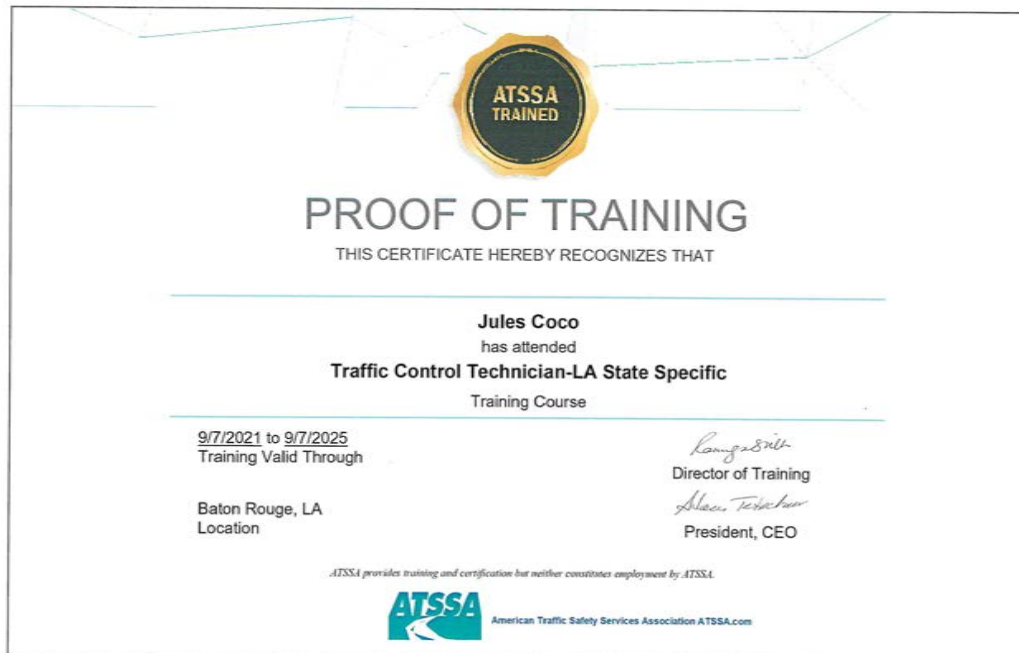 ATSSA
TRAINED
PROOF OF TRAINING
THIS CERTIFICATE HEREBY RECOGNIZES THAT
Jules Coco
has attended
Traffic Control Technician-LA State Specific
Training Course
9/7/2021 to 9/7/2025
Training Valid Through
Director of Training
Baton Rouge, LA
Location
President, CEO
ATSSA provides training and certification but neither constitutes employment by ATSSA.
ATSSA
American Traffic Safety Services Association ATSSA.com